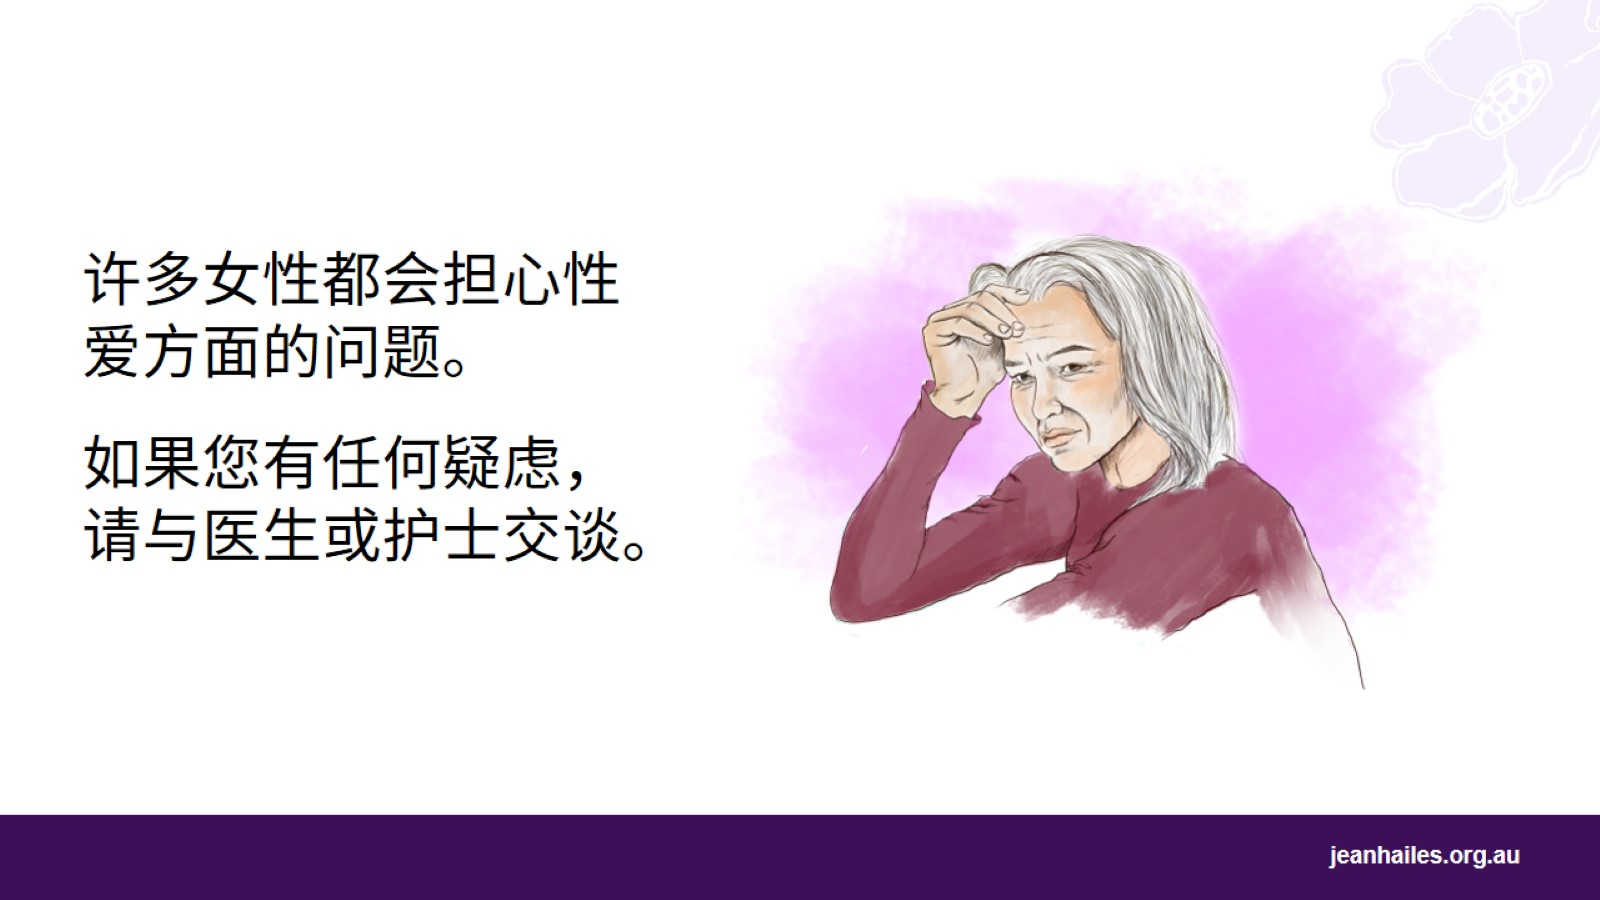 许多女性都会担心性
爱方面的问题。
如果您有任何疑虑，
请与医生或护士交谈。
jeanhailes.org.au